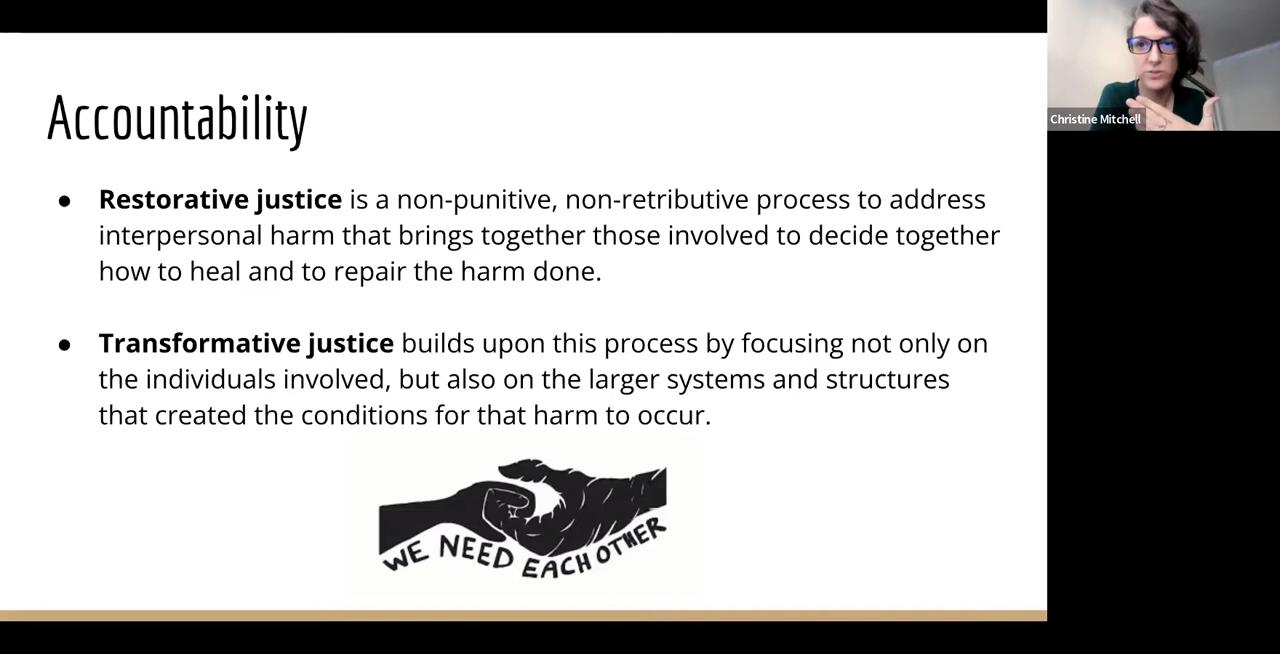 Accountability
● Restorative justice is a non-punitive, non-retributive process to address
interpersonal harm that brings together those involved to decide together
how to heal and to repair the harm done.
● Transformative justice builds upon this process by focusing not only on
the individuals involved, but also on the larger systems and structures
that created the conditions for that harm to occur.
WE NEED EACH OTHER
Christine Mitchell